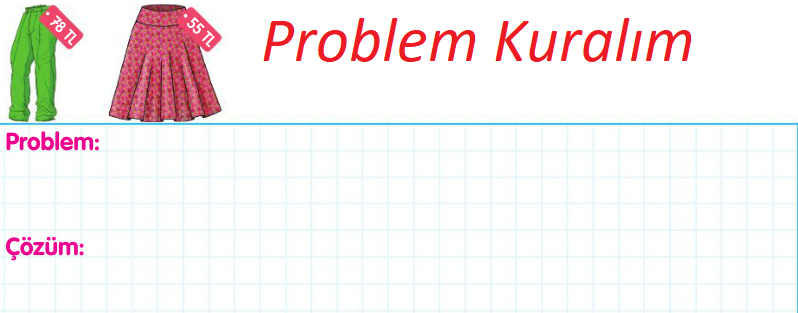 78 TL
55 TL
Problem Kuralım
Problem:
Çözüm: